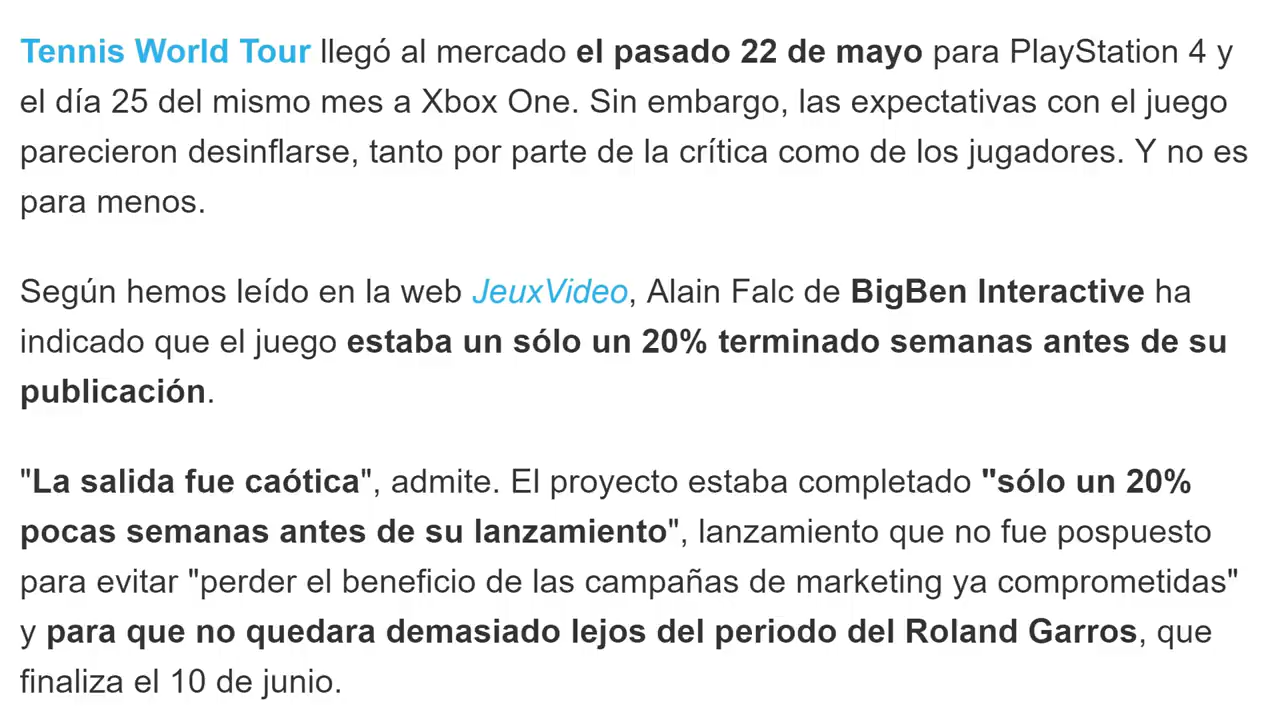 Tennis World Tour llegó al mercado el pasado 22 de mayo para PlayStation 4 y
el día 25 del mismo mes a Xbox One. Sin embargo, las expectativas con el juego
parecieron desinflarse, tanto por parte de la crítica como de los jugadores. Y no es
para menos.
Según hemos leído en la web JeuxVideo, Alain Falc de BigBen Interactive ha
indicado que el juego estaba un sólo un 20% terminado semanas antes de su
publicación.
"La salida fue caótica", admite. El proyecto estaba completado "sólo un 20%
pocas semanas antes de su lanzamiento", lanzamiento que no fue pospuesto
para evitar "perder el beneficio de las campañas de marketing ya comprometidas"
y para que no quedara demasiado lejos del periodo del Roland Garros, que
finaliza el 10 de junio.